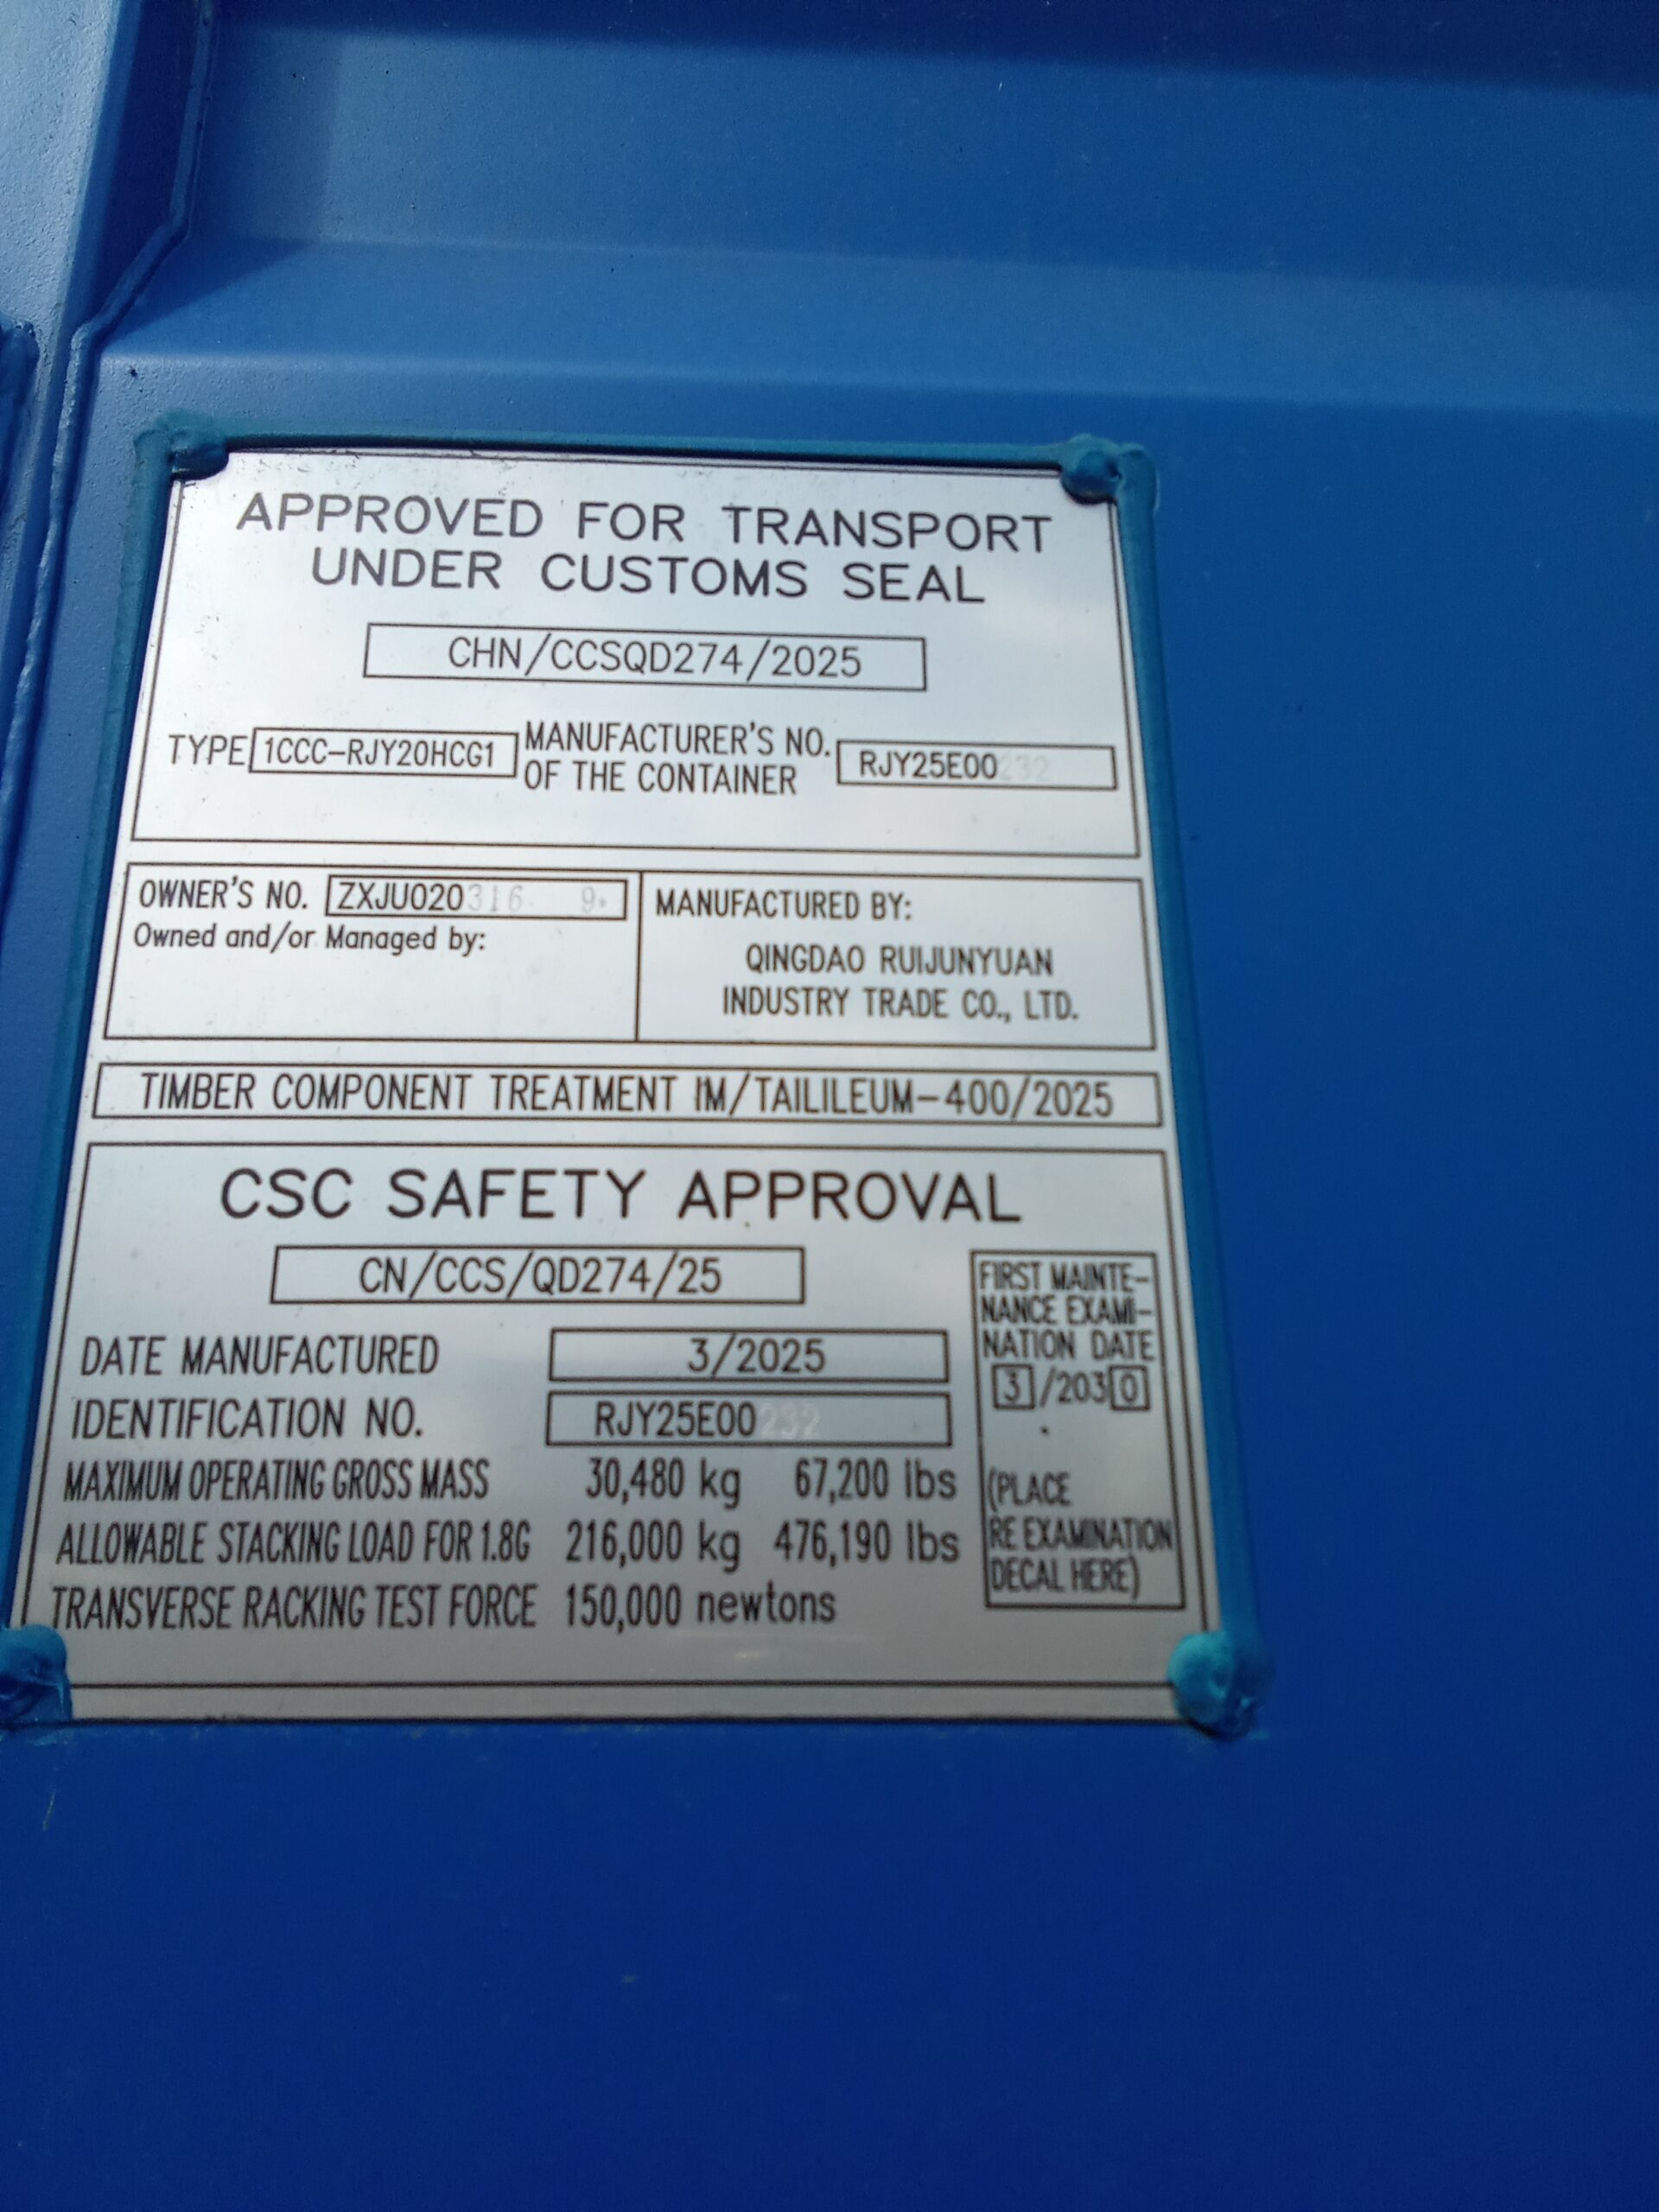 APPROVED FOR TRANSPORT
UNDER CUSTOMS SEAL
CHN/CCSQD274/2025
TYPE 1CCC-RJY20HCG1 MANUFACTURER'S NO. OF THE CONTAINER RJY25E00232
OWNER'S NO. ZXJU020316 9
Owned and/or Managed by:
MANUFACTURED BY:
QINGDAO RUIJUNYUAN
INDUSTRY TRADE CO., LTD.
TIMBER COMPONENT TREATMENT IM/TAILILEUM-400/2025
CSC SAFETY APPROVAL
CN/CCS/QD274/25
DATE MANUFACTURED 3/2025
IDENTIFICATION NO. RJY25E00232
MAXIMUM OPERATING GROSS MASS 30,480 kg 67,200 lbs
ALLOWABLE STACKING LOAD FOR 1.8G 216,000 kg 476,190 lbs
TRANSVERSE RACKING TEST FORCE 150,000 newtons
FIRST MAINTE-
NANCE EXAMI-
NATION DATE
3/2030
(PLACE
RE EXAMINATION
DECAL HERE)